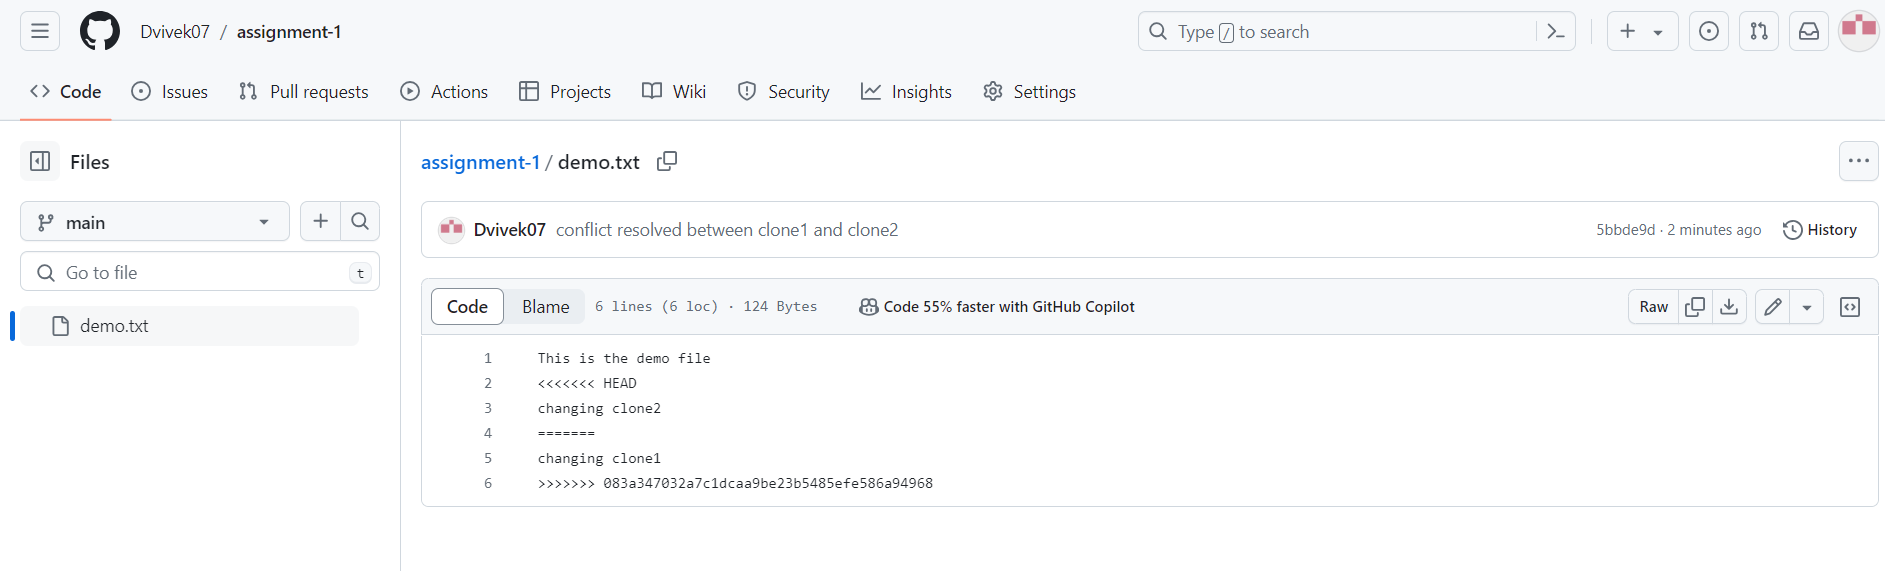 Dvivek07 / assignment-1
Type / to search
Code Issues Pull requests Actions Projects Wiki Security Insights Settings
Files
main
Go to file t
demo.txt
assignment-1 / demo.txt
Dvivek07 conflict resolved between clone1 and clone2 5bbde9d · 2 minutes ago History
Code Blame 6 lines (6 loc) · 124 Bytes Code 55% faster with GitHub Copilot Raw
1 This is the demo file
2 <<<<<<< HEAD
3 changing clone2
4 =======
5 changing clone1
6 >>>>>>> 083a347032a7c1dcaa9be23b5485efe586a94968